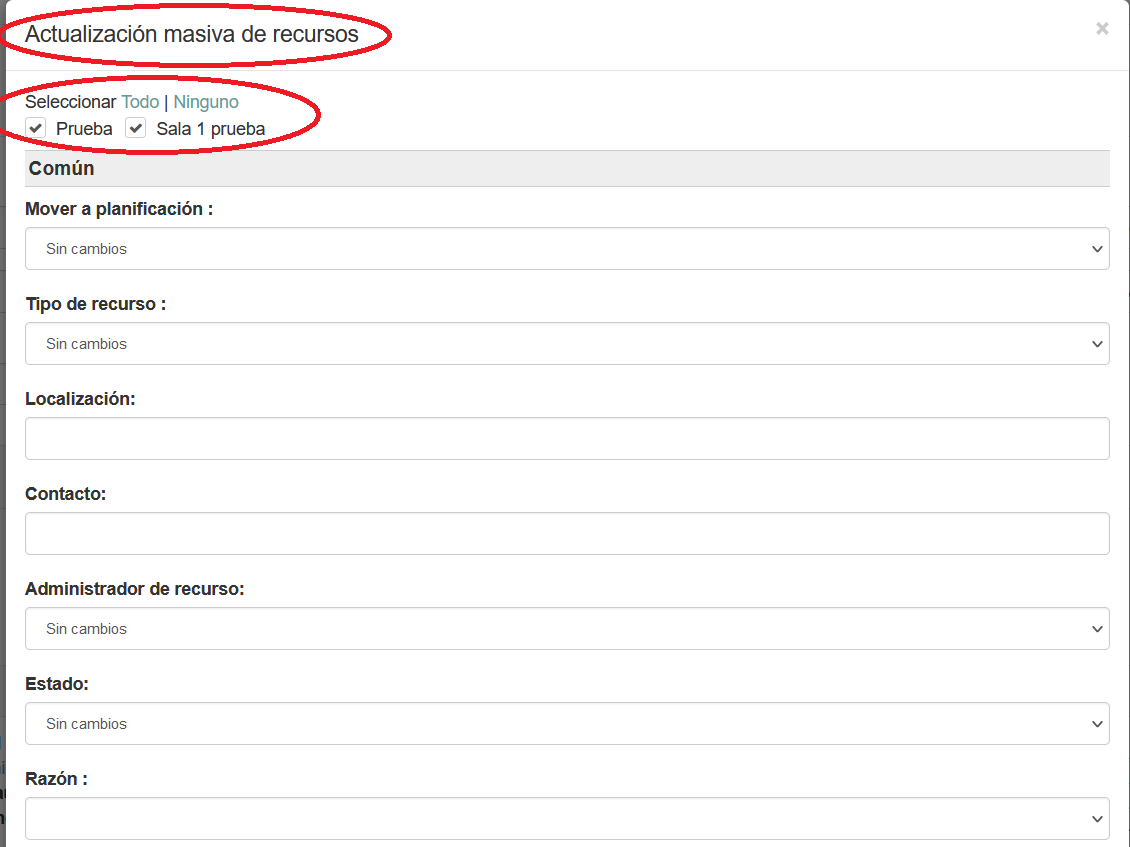 Actualización masiva de recursos
×
Seleccionar Todo | Ninguno
Prueba Sala 1 prueba
Común
Mover a planificación :
Sin cambios
Tipo de recurso :
Sin cambios
Localización:
Contacto:
Administrador de recurso:
Sin cambios
Estado:
Sin cambios
Razón :